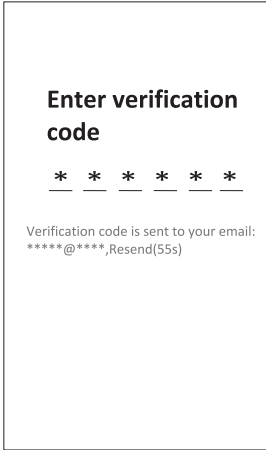 Enter verification
code
* * * * * *
Verification code is sent to your email:
*****@****,Resend(55s)